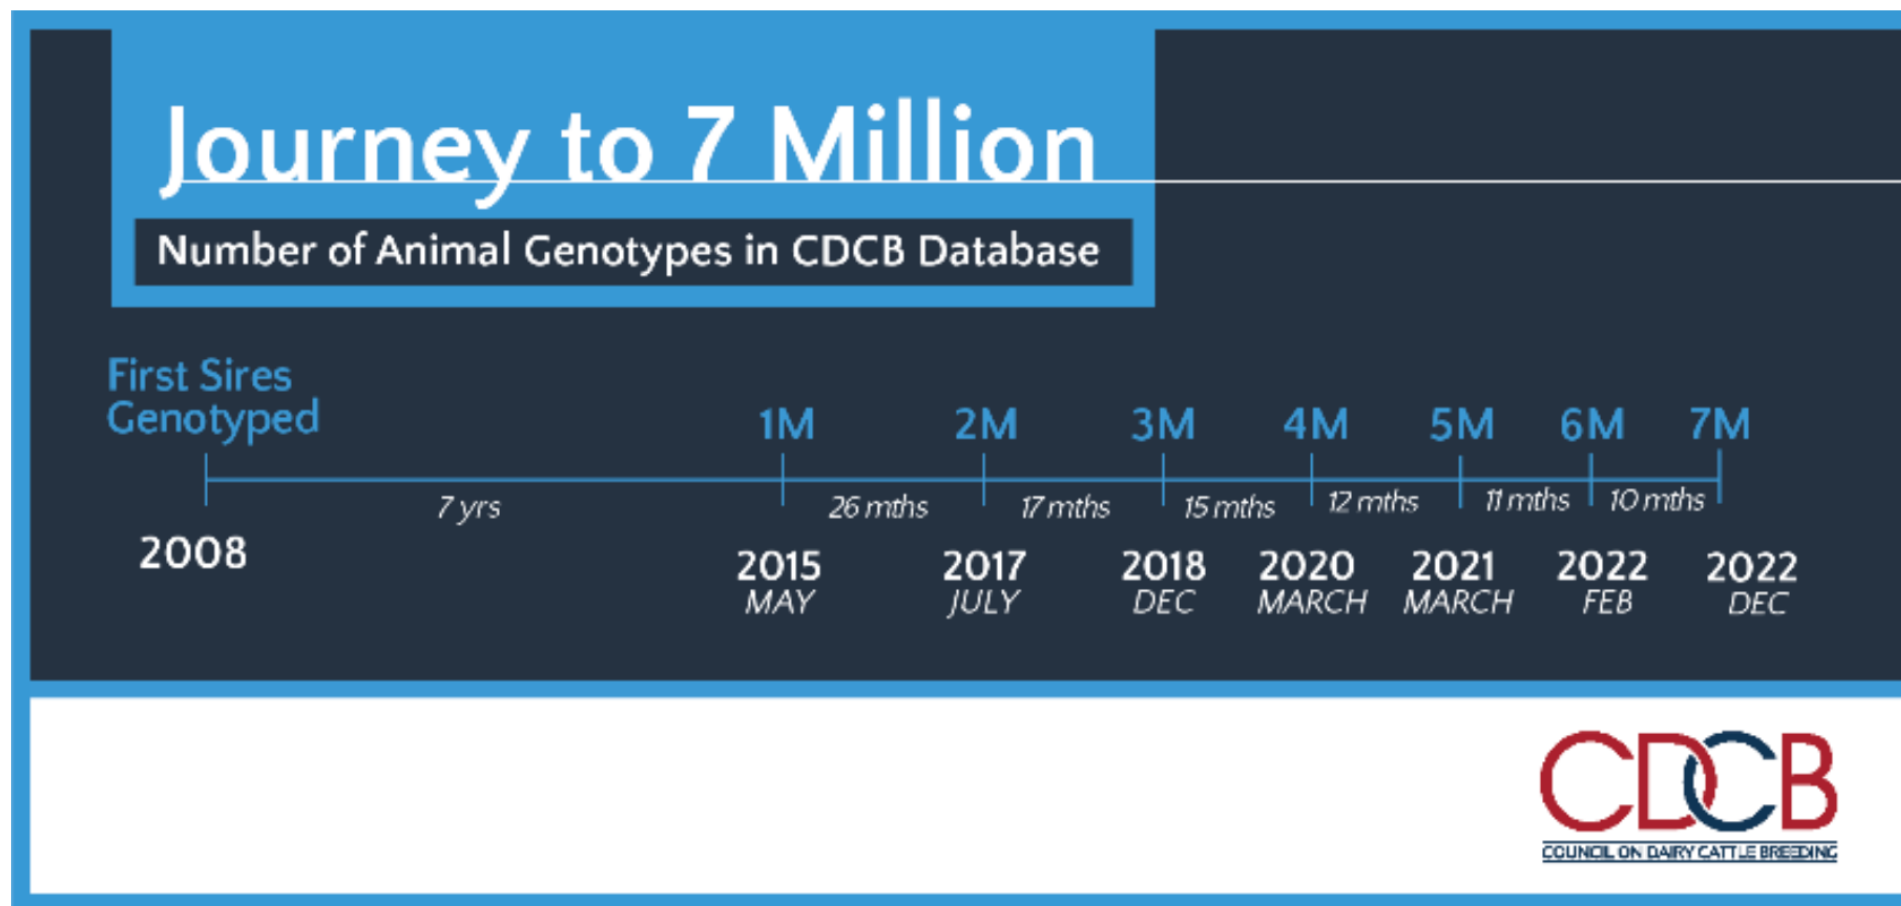 Journey to 7 Million
Number of Animal Genotypes in CDCB Database
First Sires
Genotyped
1M 2M 3M 4M 5M 6M 7M
7 yrs 26 mths 17 mths 15 mths 12 mths 11 mths 10 mths
2008 2015 2017 2018 2020 2021 2022 2022
MAY JULY DEC MARCH MARCH FEB DEC
CDCB
COUNCIL ON DAIRY CATTLE BREEDING